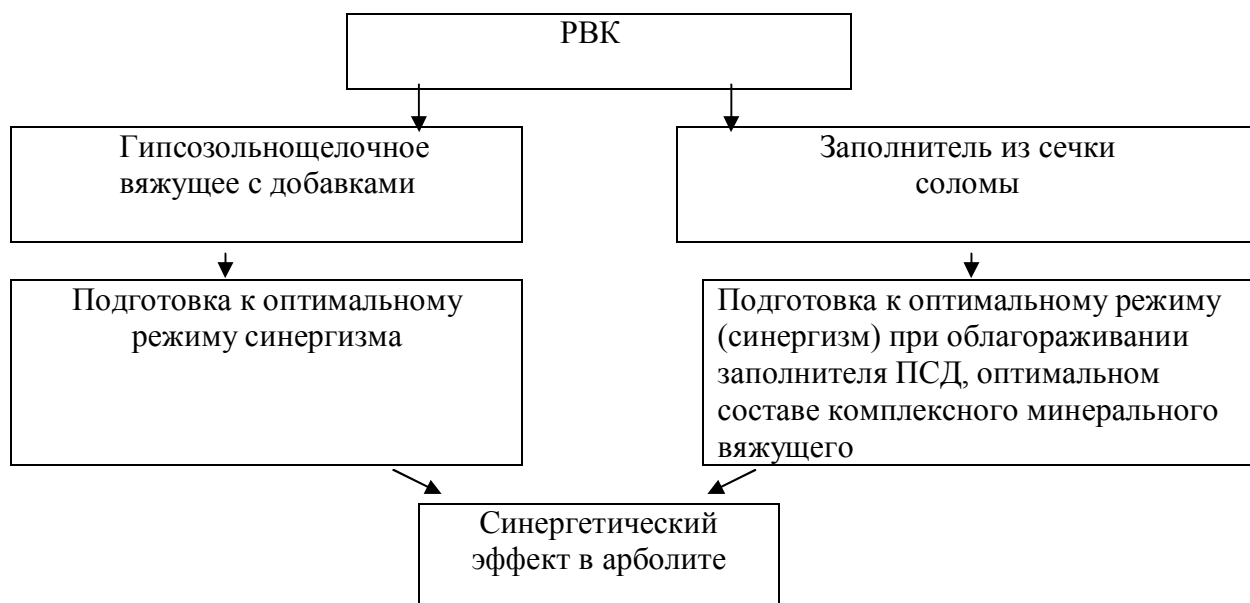 РВК
Гипсозольнощелочное
вяжущее с добавками
Заполнитель из сечки
соломы
Подготовка к оптимальному
режиму синергизма
Подготовка к оптимальному режиму
(синергизм) при облагораживании
заполнителя ПСД, оптимальном
составе комплексного минерального
вяжущего
Синергетический
эффект в арболите